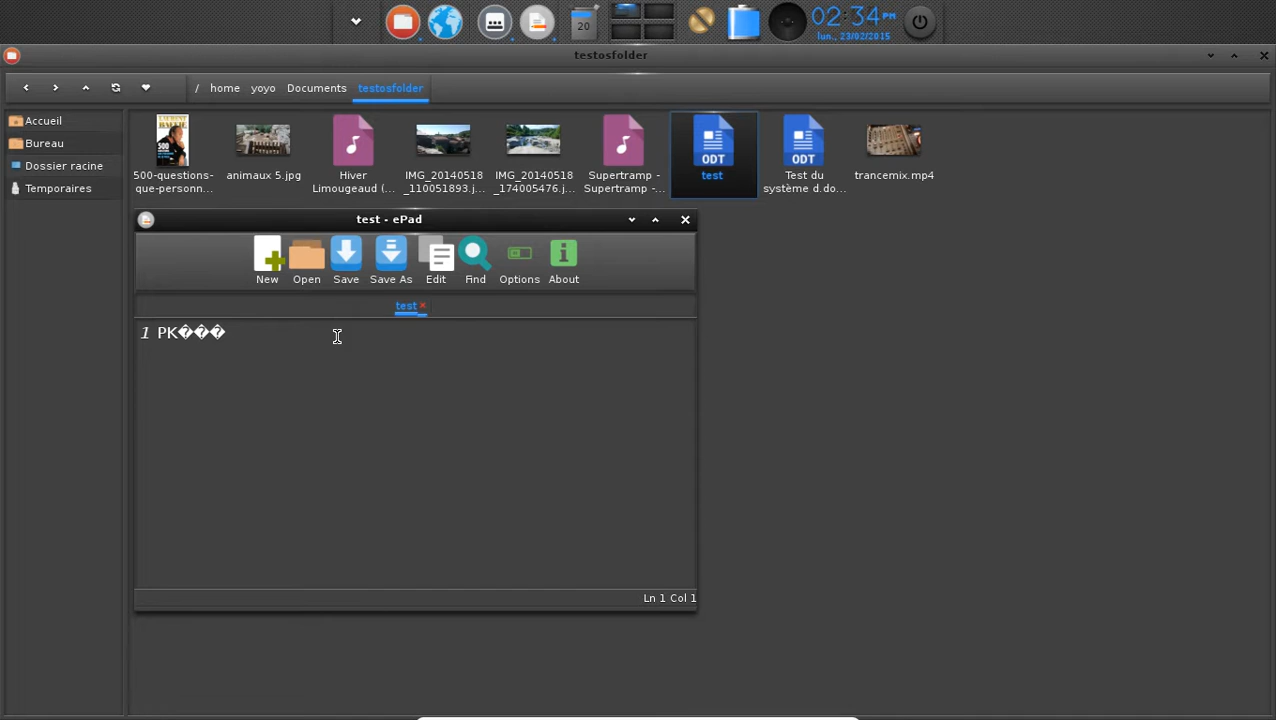 20
02:34 PM
lun., 23/02/2015
testosfolder
/ home yoyo Documents testosfolder
Accueil
Bureau
Dossier racine
Temporaires
500-questions-
que-personn...
animaux 5.jpg
Hiver
Limougeaud (...
IMG_20140518
_110051893.j...
IMG_20140518
_174005476.j...
Supertramp -
Supertramp -...
ODT
test
ODT
Test du
système d.do...
trancemix.mp4
test - ePad
New Open Save Save As Edit Find Options About
test
1 PK���
Ln 1 Col 1